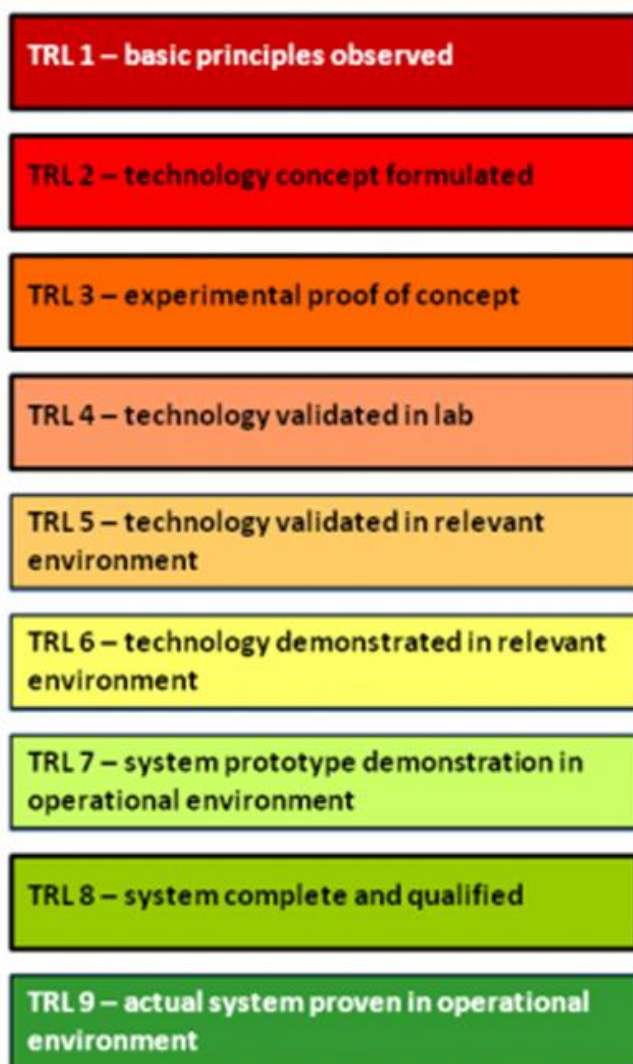 TRL 1 – basic principles observed
TRL 2 – technology concept formulated
TRL 3 – experimental proof of concept
TRL 4 – technology validated in lab
TRL 5 – technology validated in relevant
environment
TRL 6 – technology demonstrated in relevant
environment
TRL 7 – system prototype demonstration in
operational environment
TRL 8 – system complete and qualified
TRL 9 – actual system proven in operational
environment